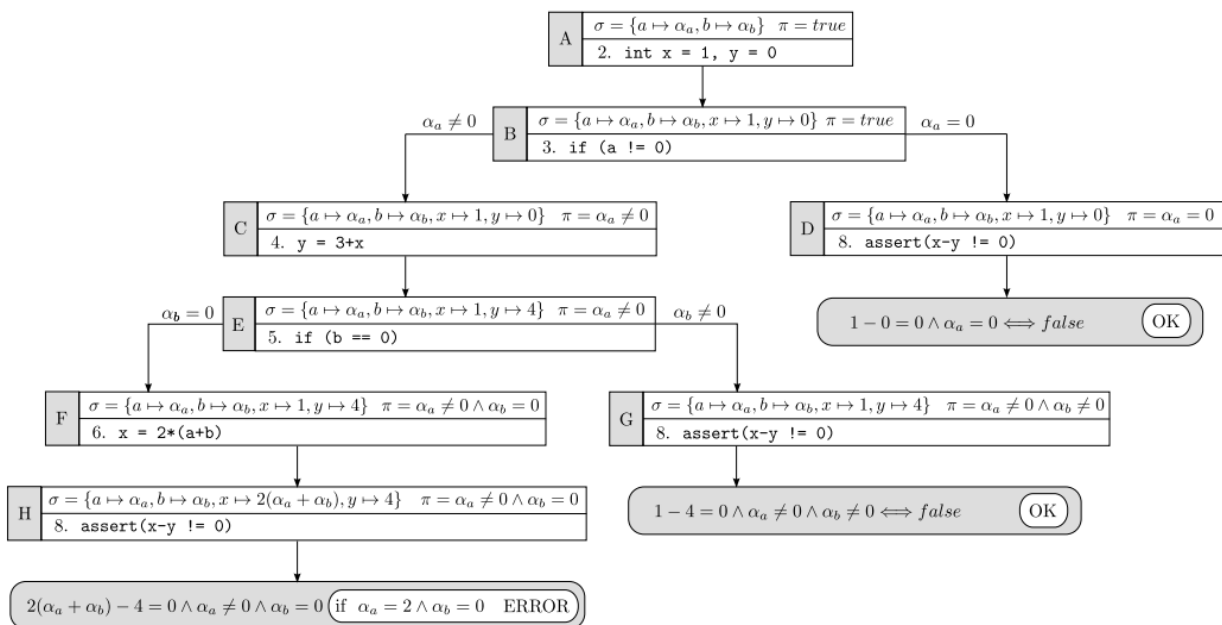 A
σ = {a ↦ α_a, b ↦ α_b} π = true
2. int x = 1, y = 0
α_a ≠ 0
B
σ = {a ↦ α_a, b ↦ α_b, x ↦ 1, y ↦ 0} π = true
3. if (a != 0)
α_a = 0
C
σ = {a ↦ α_a, b ↦ α_b, x ↦ 1, y ↦ 0} π = α_a ≠ 0
4. y = 3+x
D
σ = {a ↦ α_a, b ↦ α_b, x ↦ 1, y ↦ 0} π = α_a = 0
8. assert(x-y != 0)
1 − 0 = 0 ∧ α_a = 0 ⟺ false OK
α_b = 0
E
σ = {a ↦ α_a, b ↦ α_b, x ↦ 1, y ↦ 4} π = α_a ≠ 0
5. if (b == 0)
α_b ≠ 0
F
σ = {a ↦ α_a, b ↦ α_b, x ↦ 1, y ↦ 4} π = α_a ≠ 0 ∧ α_b = 0
6. x = 2*(a+b)
G
σ = {a ↦ α_a, b ↦ α_b, x ↦ 1, y ↦ 4} π = α_a ≠ 0 ∧ α_b ≠ 0
8. assert(x-y != 0)
H
σ = {a ↦ α_a, b ↦ α_b, x ↦ 2(α_a + α_b), y ↦ 4} π = α_a ≠ 0 ∧ α_b = 0
8. assert(x-y != 0)
1 − 4 = 0 ∧ α_a ≠ 0 ∧ α_b ≠ 0 ⟺ false OK
2(α_a + α_b) − 4 = 0 ∧ α_a ≠ 0 ∧ α_b = 0 if α_a = 2 ∧ α_b = 0 ERROR